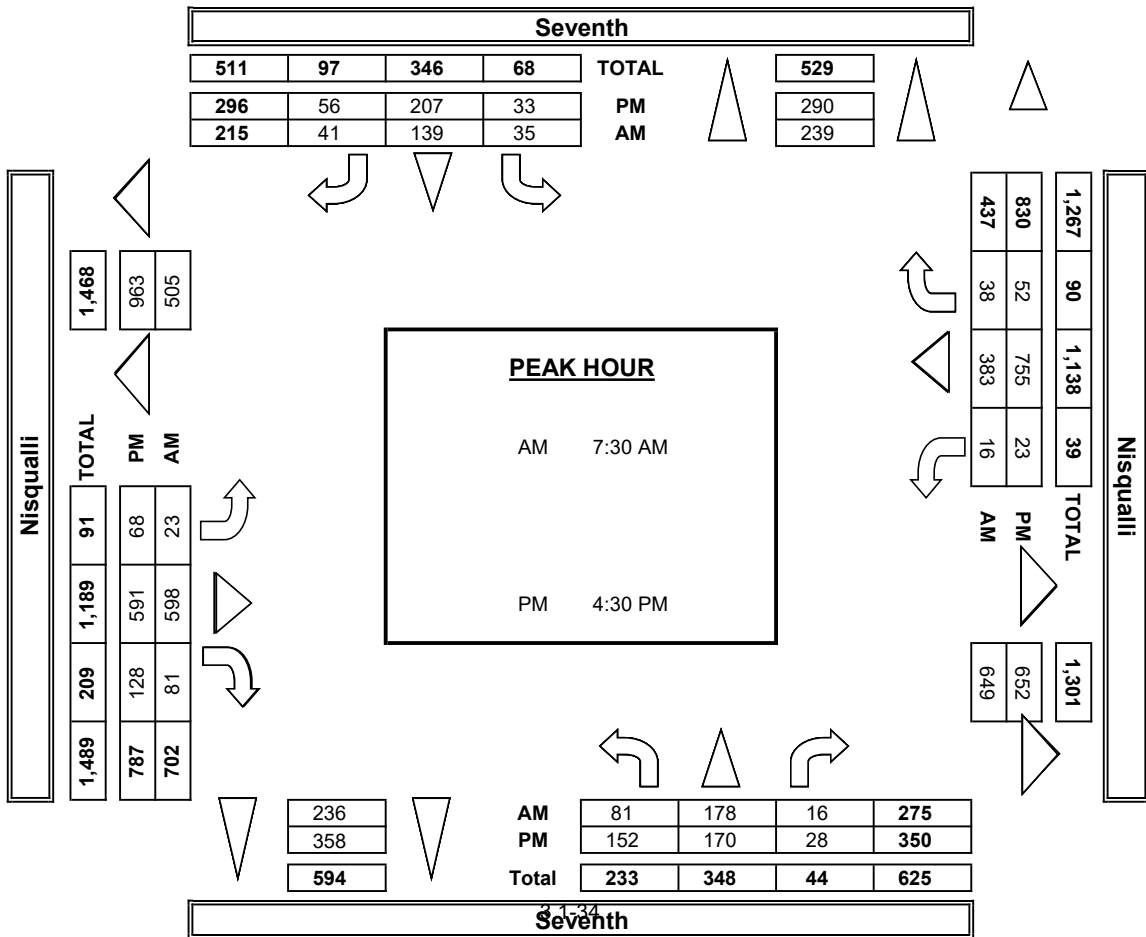 Seventh
511 97 346 68 TOTAL 529
296 56 207 33 PM 290
215 41 139 35 AM 239
Nisqualli
1,468
963
505
TOTAL
PM
AM
91 1,189 209 1,489
68 591 128 787
23 598 81 702
PEAK HOUR
AM 7:30 AM
PM 4:30 PM
1,267 90 1,138 39 TOTAL
830 52 755 23 PM
437 38 383 16 AM
1,301
652
649
Nisqualli
236 AM 81 178 16 275
358 PM 152 170 28 350
594 Total 233 348 44 625
3.1-34
Seventh